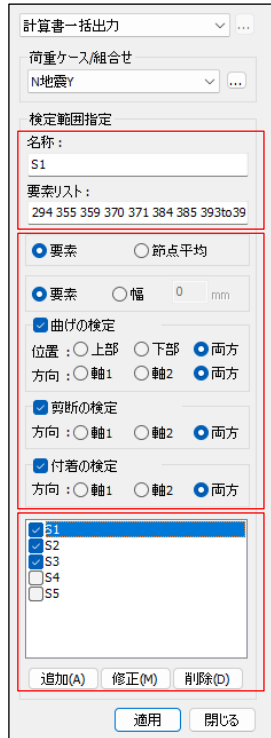 計算書一括出力
...
荷重ケース/組合せ
N地震Y
...
検定範囲指定
名称：
S1
要素リスト：
294 355 359 370 371 384 385 393to39
要素 節点平均
要素 幅 0 mm
曲げの検定
位置：上部 下部 両方
方向：軸1 軸2 両方
剪断の検定
方向：軸1 軸2 両方
付着の検定
方向：軸1 軸2 両方
S1
S2
S3
S4
S5
追加(A) 修正(M) 削除(D)
適用 閉じる